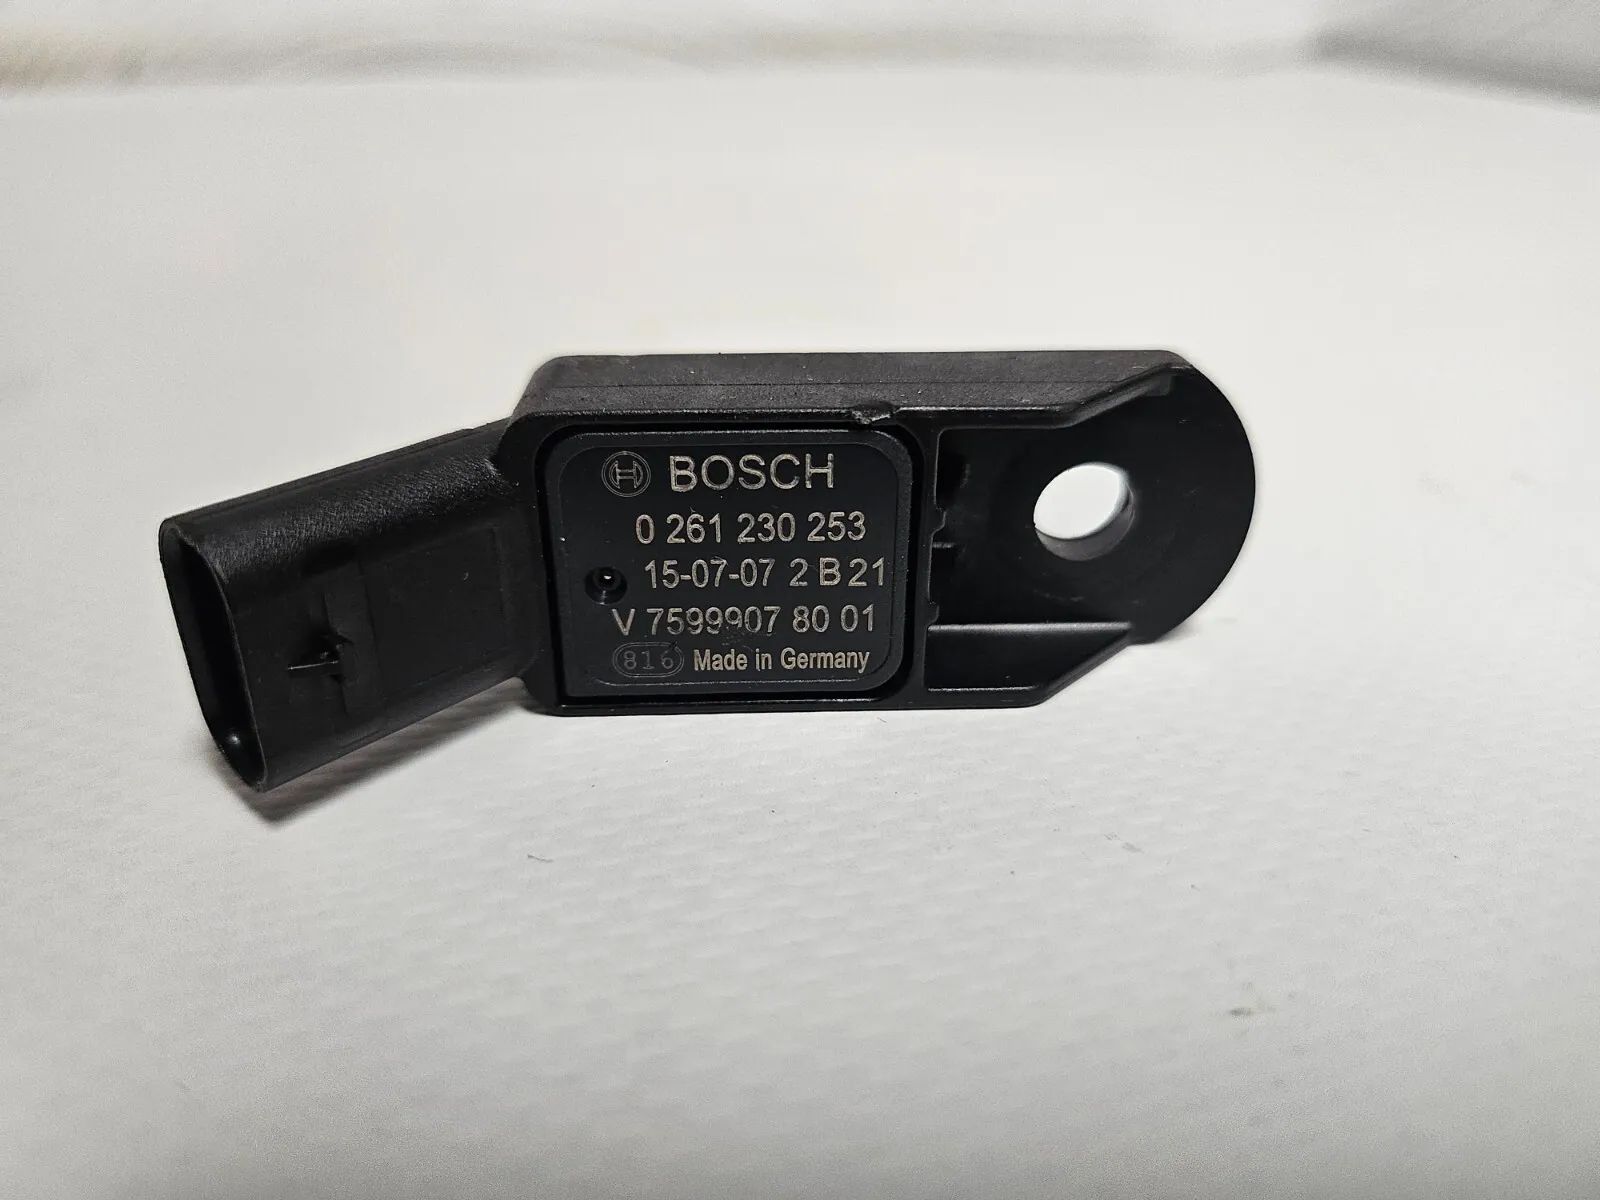 BOSCH
0 261 230 253
15-07-07 2 B 21
V 7599907 80 01
816 Made in Germany